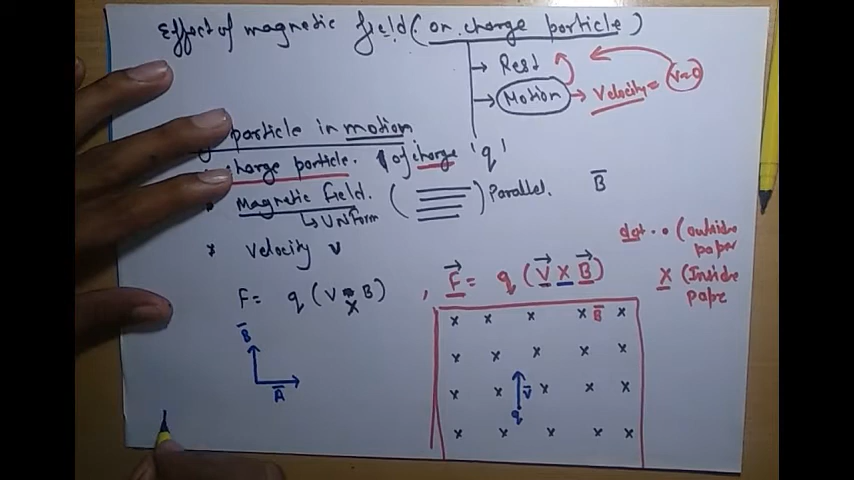 Effect of magnetic field (on charge particle)
→ Rest
→ Motion → Velocity = v=0
particle in motion
charge particle. of charge 'q'
* Magnetic field. ( ) Parallel. B
↳ Uniform
dot . • (outside paper
* Velocity v
x (Inside pape
F = q (V x B) , F = q (V x B)
x x x x B x
B
x x x x x
A
x x V x x x
q
x x x x x